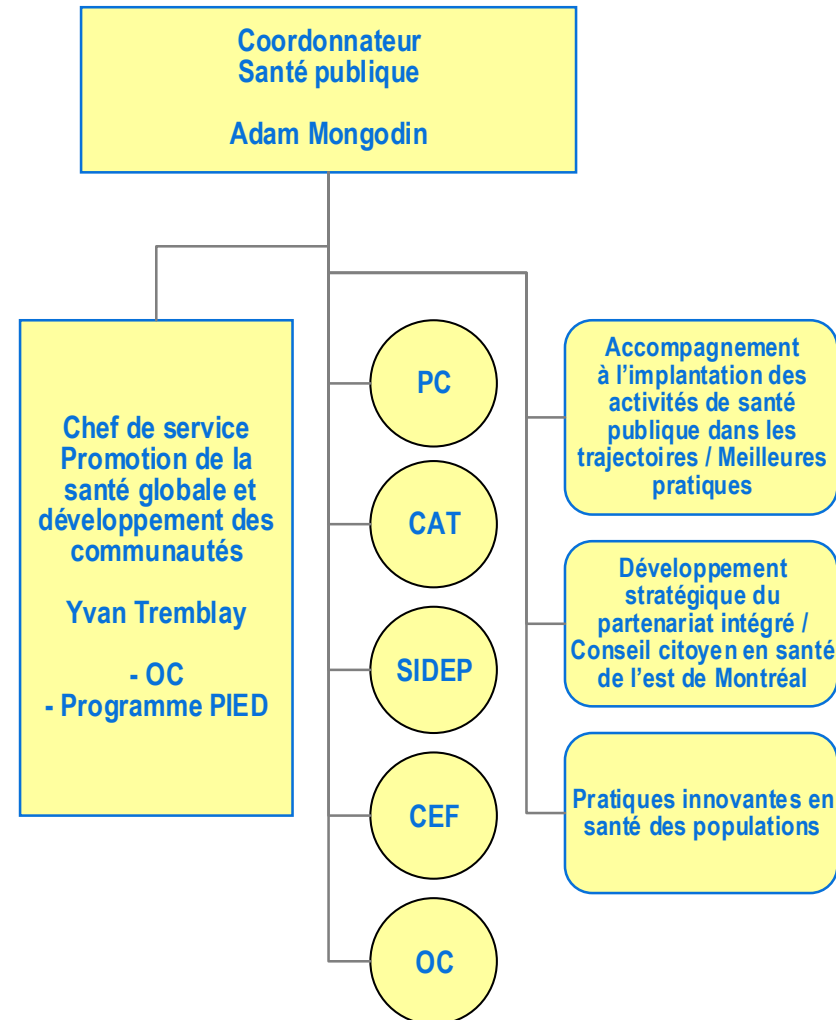 Coordonnateur
Santé publique
Adam Mongodin
Chef de service
Promotion de la
santé globale et
développement des
communautés
Yvan Tremblay
- OC
- Programme PIED
PC
CAT
SIDEP
CEF
OC
Accompagnement
à l’implantation des
activités de santé
publique dans les
trajectoires / Meilleures
pratiques
Développement
stratégique du
partenariat intégré /
Conseil citoyen en santé
de l’est de Montréal
Pratiques innovantes en
santé des populations